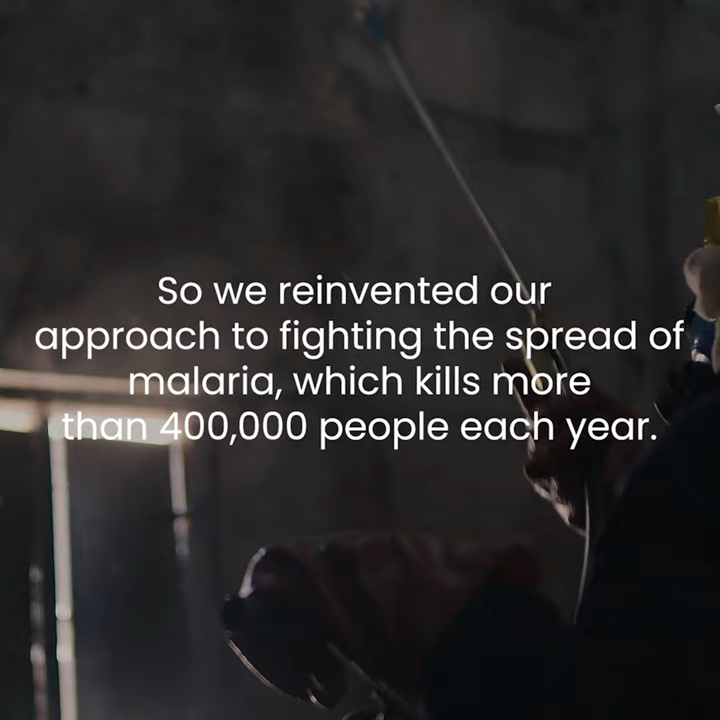 So we reinvented our
approach to fighting the spread of
malaria, which kills more
than 400,000 people each year.